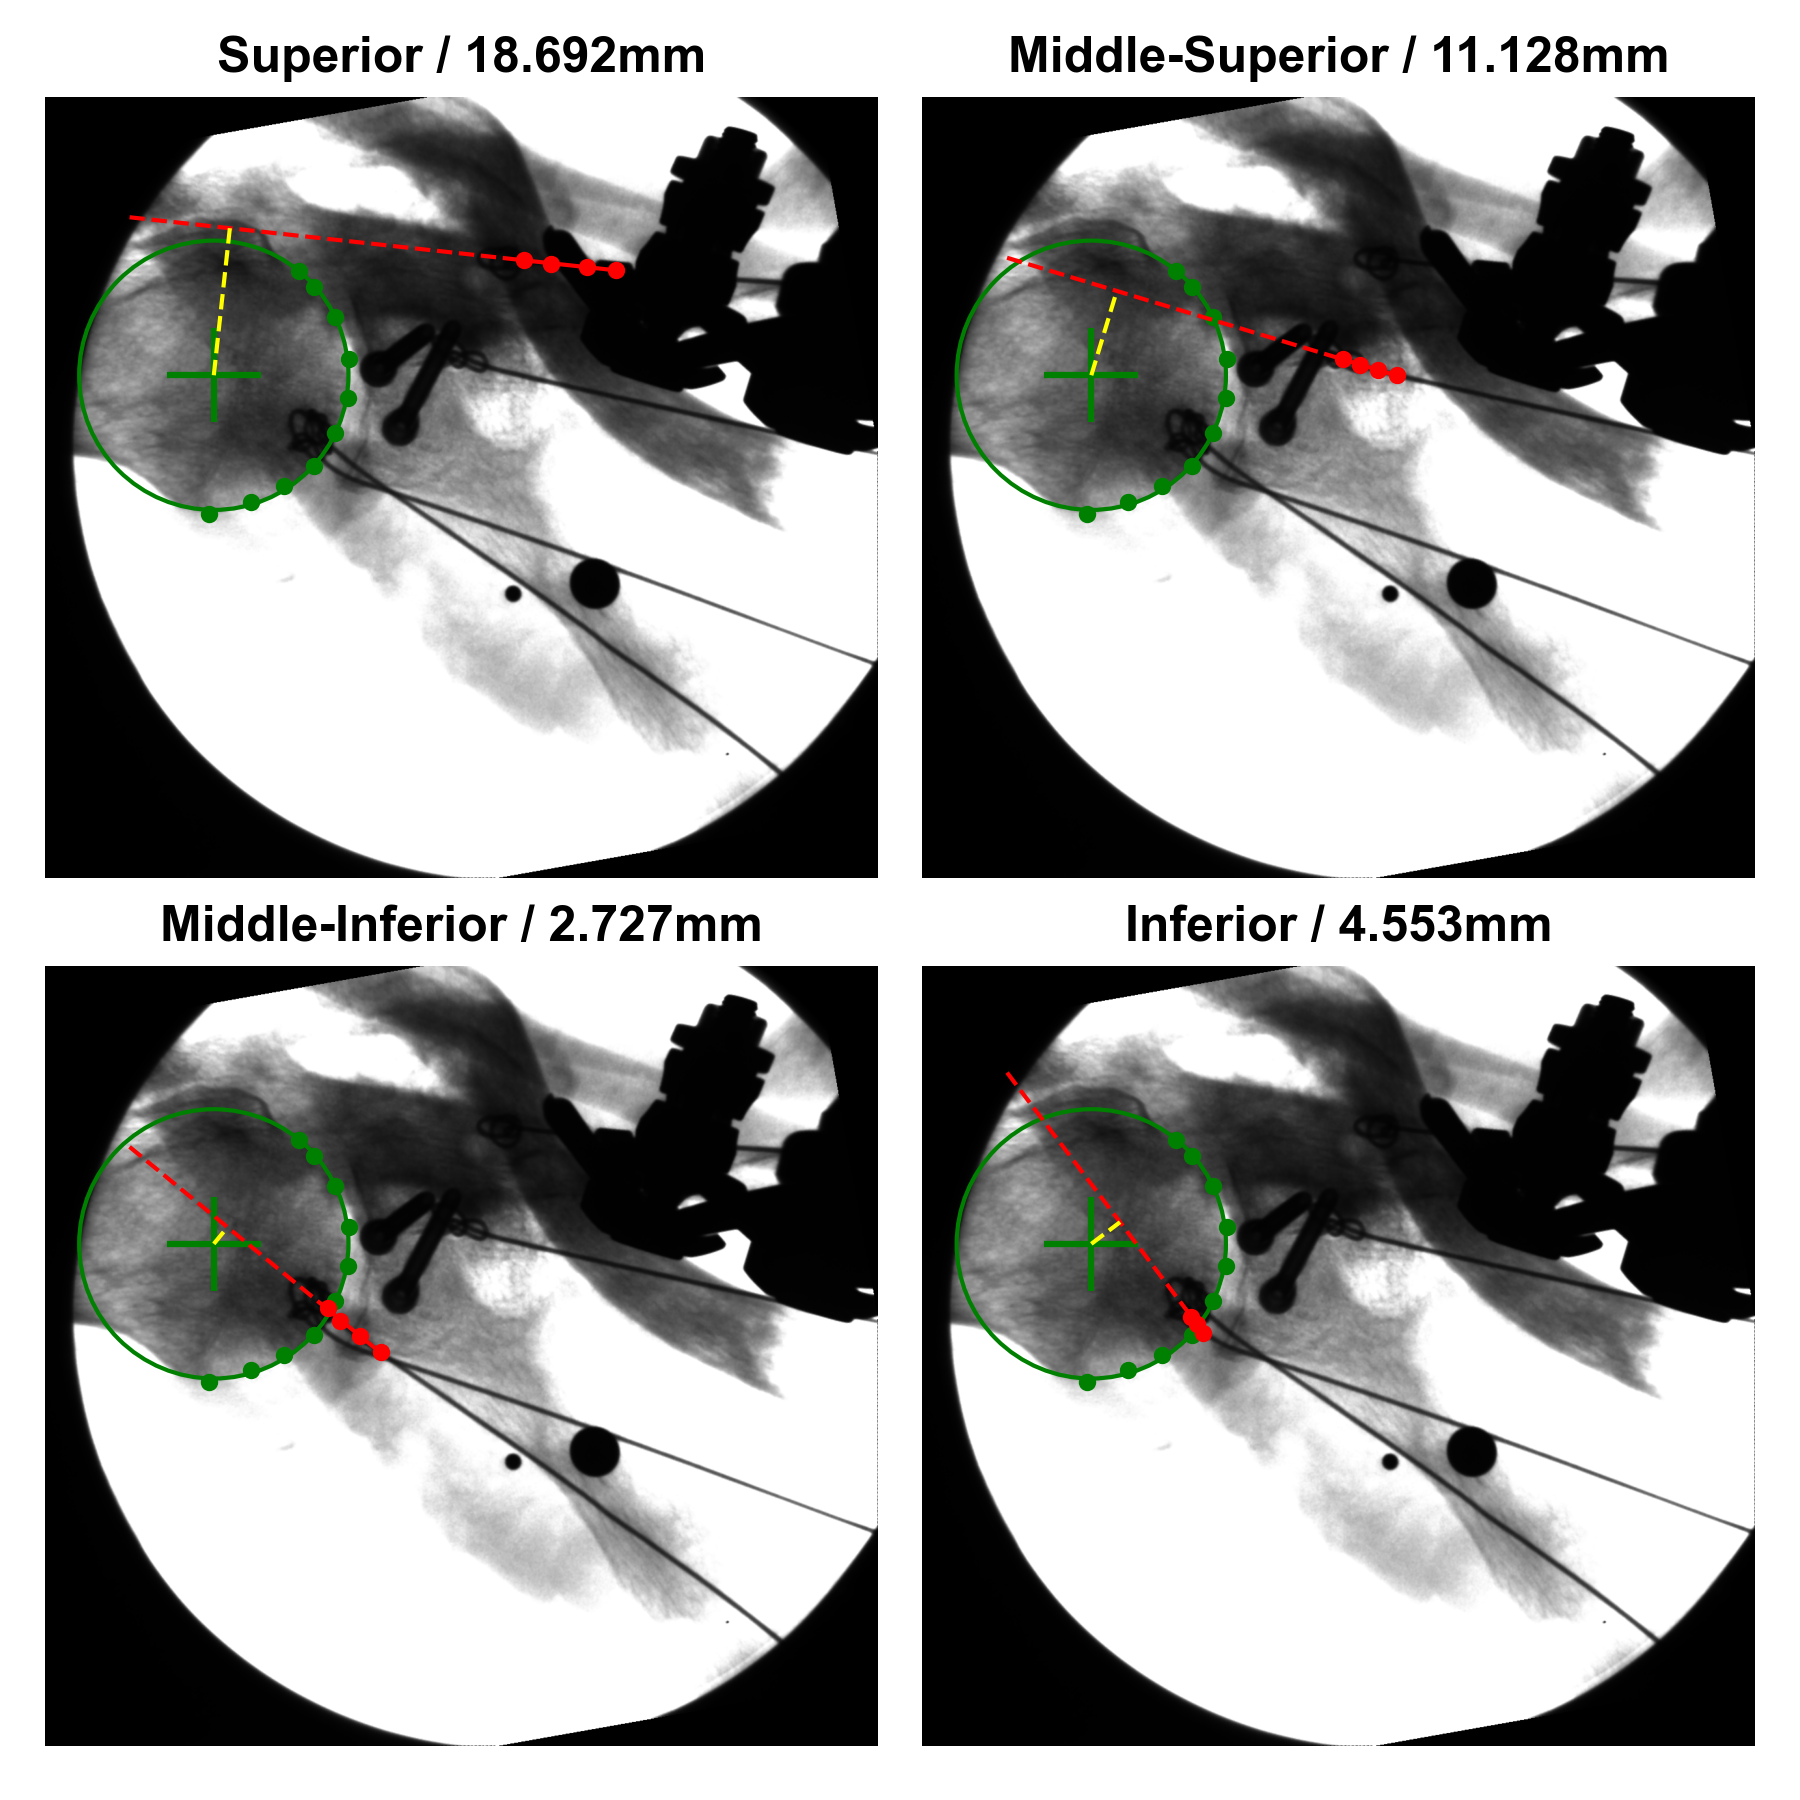 Superior / 18.692mm
Middle-Superior / 11.128mm
Middle-Inferior / 2.727mm
Inferior / 4.553mm